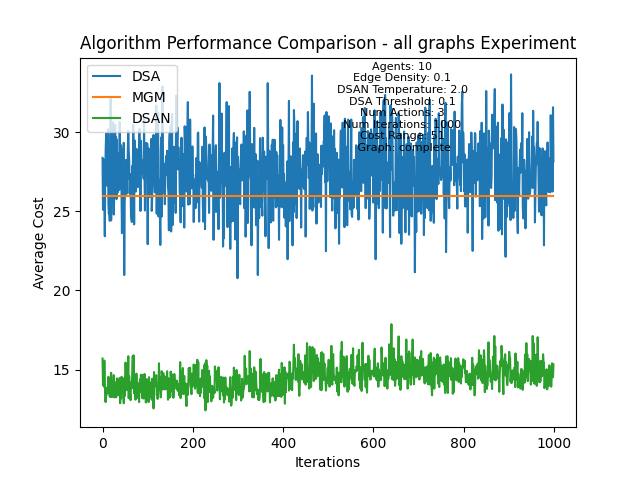 Algorithm Performance Comparison - all graphs Experiment
DSA
MGM
DSAN
Agents: 10
Edge Density: 0.1
DSAN Temperature: 2.0
DSA Threshold: 0.1
Num Actions: 3
Num Iterations: 1000
Cost Range: 51
Graph: complete
Average Cost
30
25
20
15
0
200
400
600
800
1000
Iterations